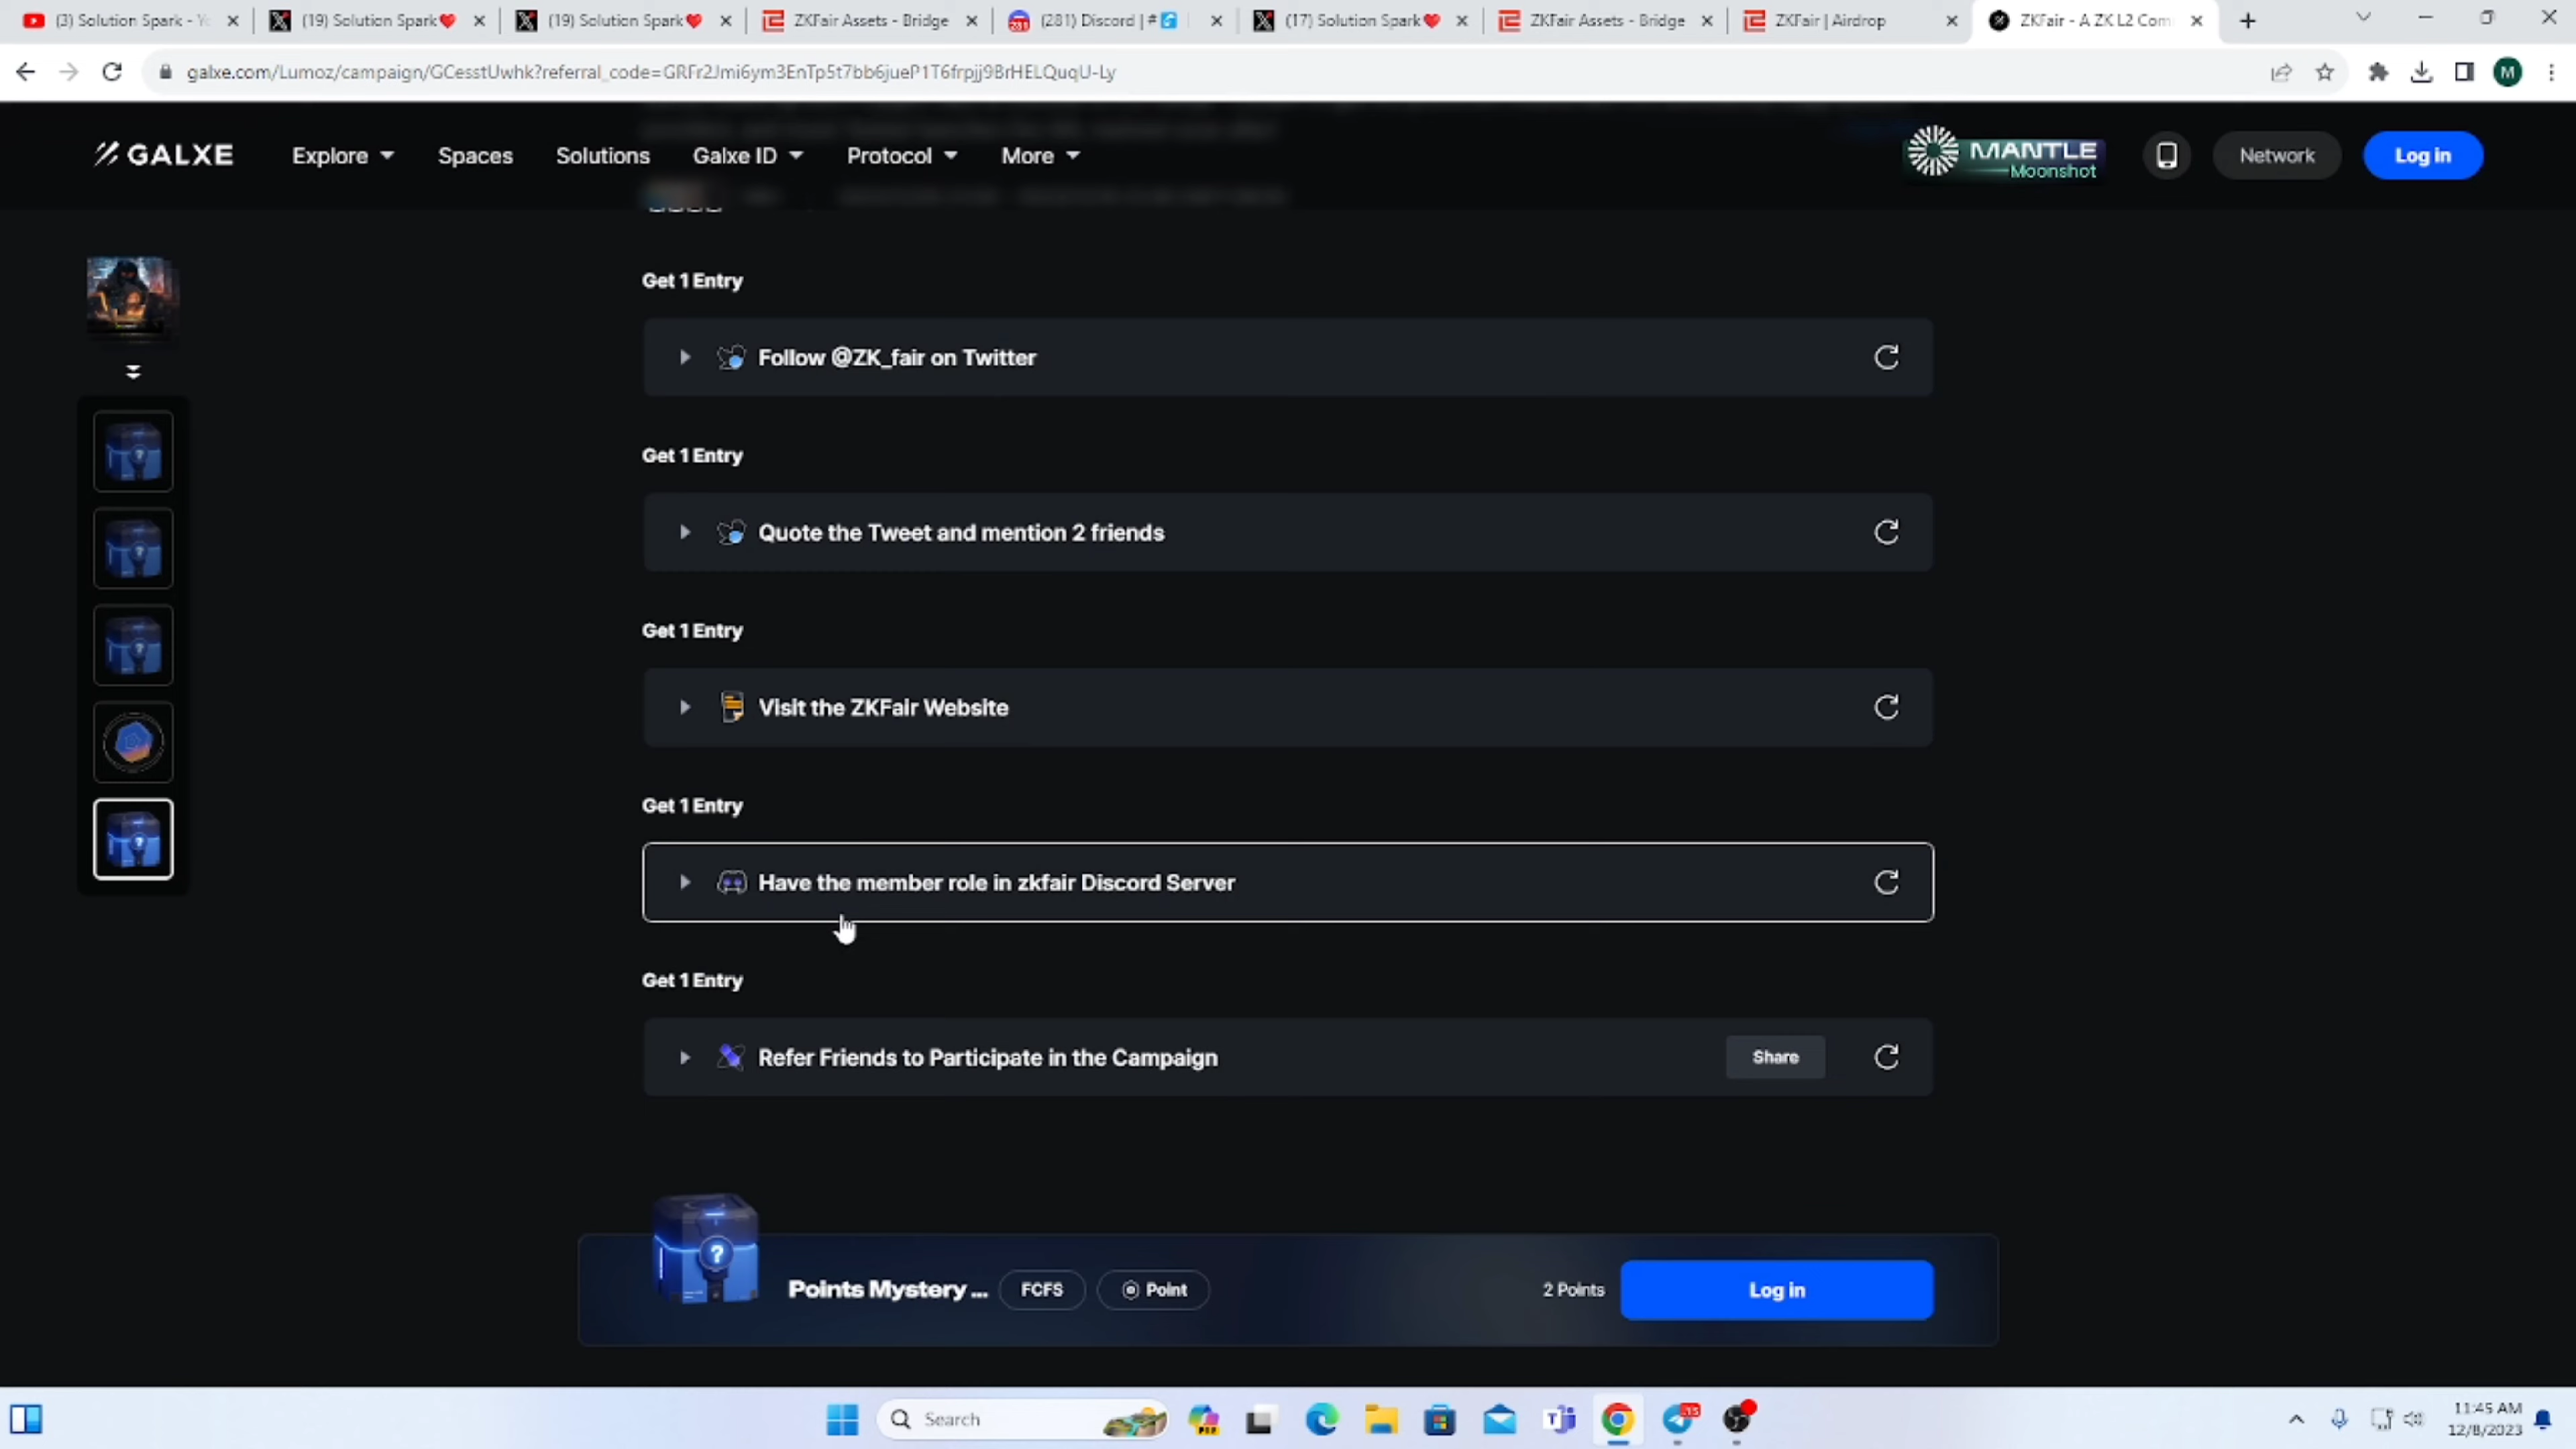 (3) Solution Spark - Yo
(19) Solution Spark❤
(19) Solution Spark❤
ZKFair Assets - Bridge
(281) Discord | #
(17) Solution Spark❤
ZKFair Assets - Bridge
ZKFair | Airdrop
ZKFair - A ZK L2 Com
galxe.com/Lumoz/campaign/GCesstUwhk?referral_code=GRFr2Jmi6ym3EnTp5t7bb6jueP1T6frpjj9BrHELQuqU-Ly
M
GALXE
Explore
Spaces
Solutions
Galxe ID
Protocol
More
MANTLE
Moonshot
Network
Log in
Get 1 Entry
Follow @ZK_fair on Twitter
Get 1 Entry
Quote the Tweet and mention 2 friends
Get 1 Entry
Visit the ZKFair Website
Get 1 Entry
Have the member role in zkfair Discord Server
Get 1 Entry
Refer Friends to Participate in the Campaign
Share
Points Mystery ...
FCFS
Point
2 Points
Log in
Search
11:45 AM
12/8/2023